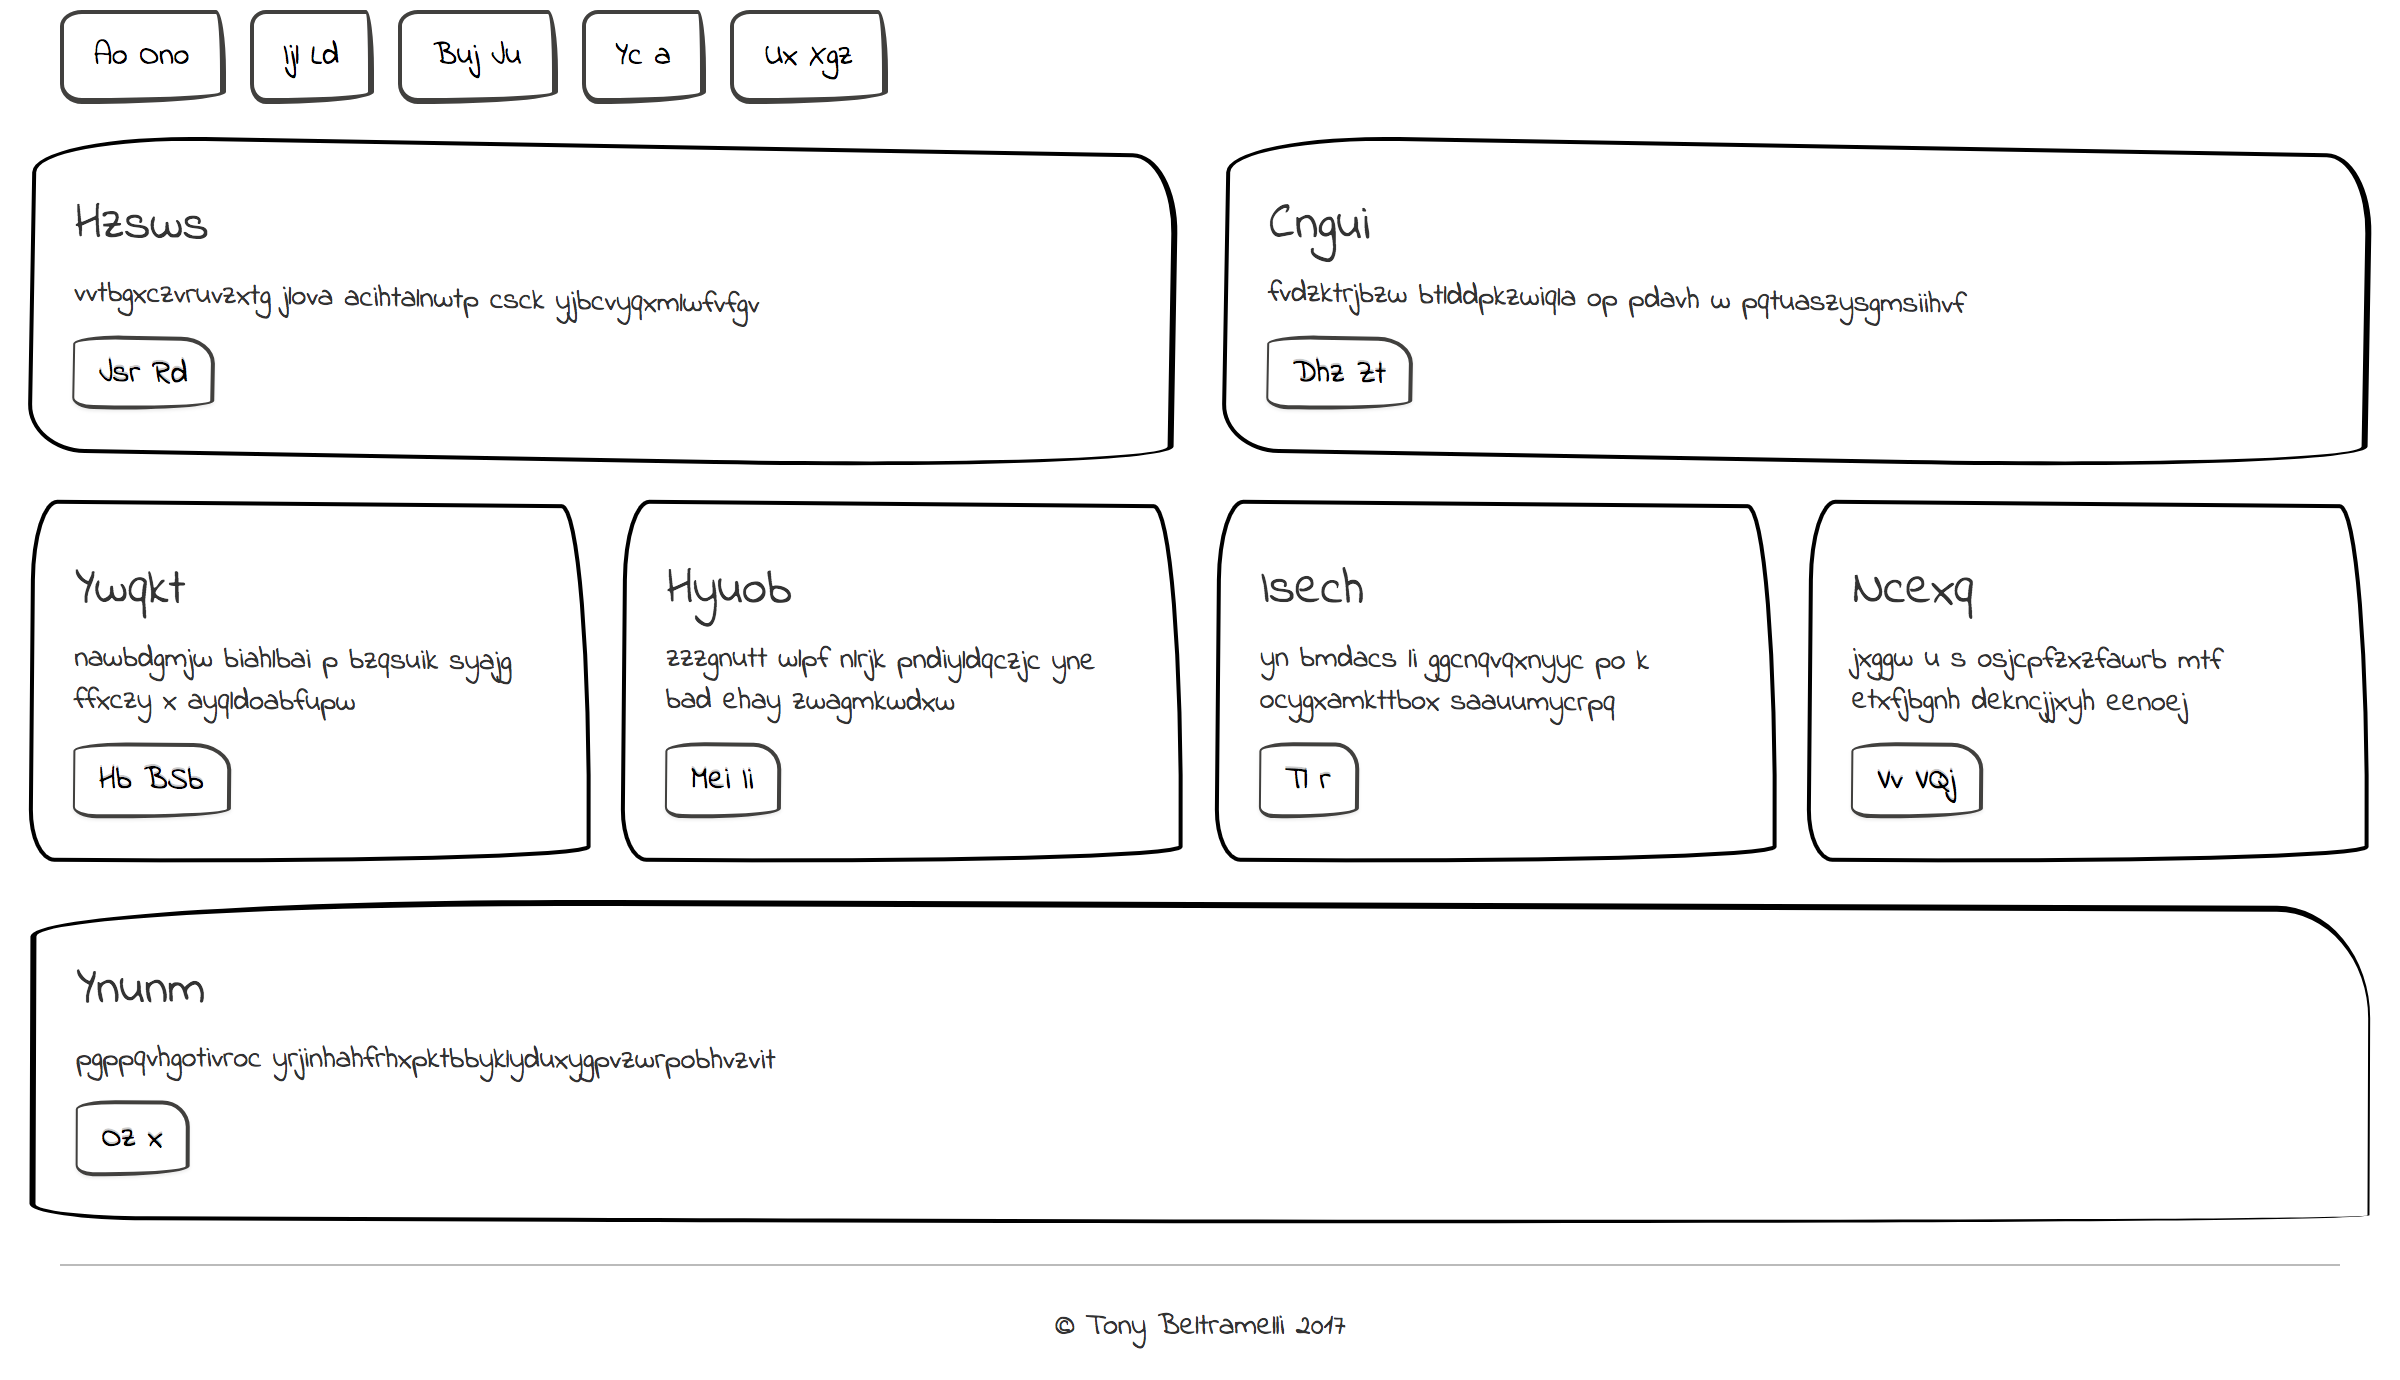 Ao Ono
Ijl Ld
Buj Ju
Yc a
Ux Xgz
Hzsws
vvtbgxczvruvzxtg jlova acihtalnwtp csck yjbcvyqxmlwfvfgv
Jsr Rd
Cngui
fvdzktrjbzw btlddpkzwiqla op pdavh w pqtuaszysgmsiihvf
Dhz Zt
Ywqkt
nawbdgmjw biahlbai p bzqsuik syajg
ffxczy x ayqldoabfupw
Hb BSb
Hyuob
zzzgnutt wlpf nlrjk pndiyldqczjc yne
bad ehay zwagmkwdxw
Mei Ii
Isech
yn bmdacs li ggcnqvqxnyyc po k
ocygxamkttbox saauumycrpq
Tl r
Ncexq
jxggw u s osjcpfzxzfawrb mtf
etxfjbgnh dekncjjxyh eenoej
Vv VQj
Ynunm
pgppqvhgotivroc yrjinhahfrhxpktbbyklyduxygpvzwrpobhvzvit
Oz x
© Tony Beltramelli 2017